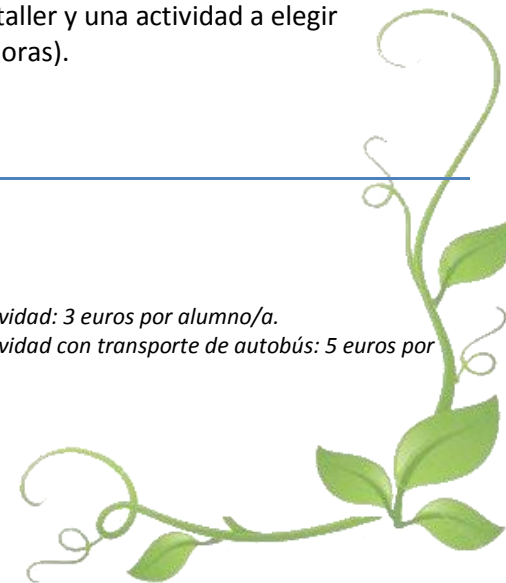 taller y una actividad a elegir
oras).
vidad: 3 euros por alumno/a.
vidad con transporte de autobús: 5 euros por